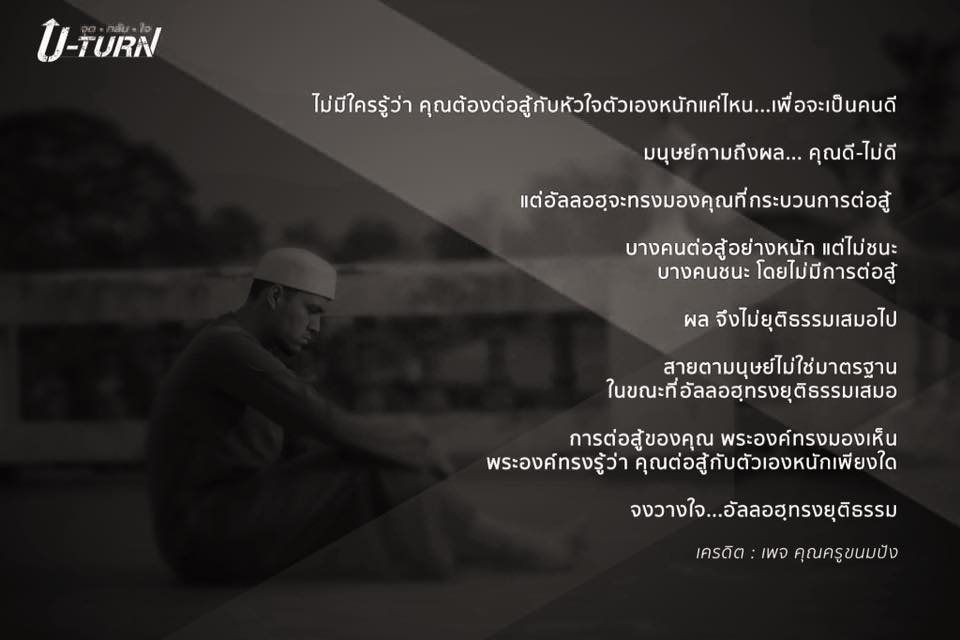 จุด • กลับ • ใจ
U-TURN
ไม่มีใครรู้ว่า คุณต้องต่อสู้กับหัวใจตัวเองหนักแค่ไหน...เพื่อจะเป็นคนดี
มนุษย์ถามถึงผล... คุณดี-ไม่ดี
แต่อัลลอฮฺจะทรงมองคุณที่กระบวนการต่อสู้
บางคนต่อสู้อย่างหนัก แต่ไม่ชนะ
บางคนชนะ โดยไม่มีการต่อสู้
ผล จึงไม่ยุติธรรมเสมอไป
สายตามนุษย์ไม่ใช่มาตรฐาน
ในขณะที่อัลลอฮฺทรงยุติธรรมเสมอ
การต่อสู้ของคุณ พระองค์ทรงมองเห็น
พระองค์ทรงรู้ว่า คุณต่อสู้กับตัวเองหนักเพียงใด
จงวางใจ...อัลลอฮฺทรงยุติธรรม
เครดิต : เพจ คุณครูขนมปัง